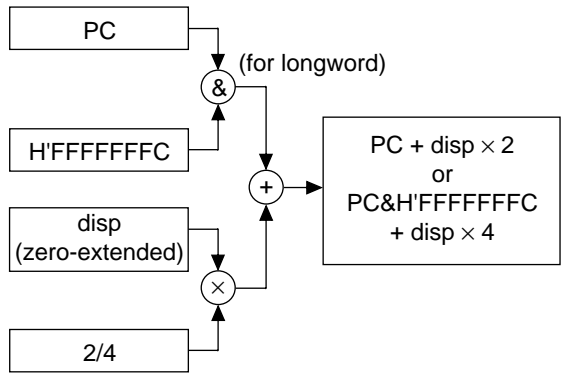 PC
(for longword)
&
H'FFFFFFFC
+
PC + disp × 2
or
PC&H'FFFFFFFC
+ disp × 4
disp
(zero-extended)
×
2/4